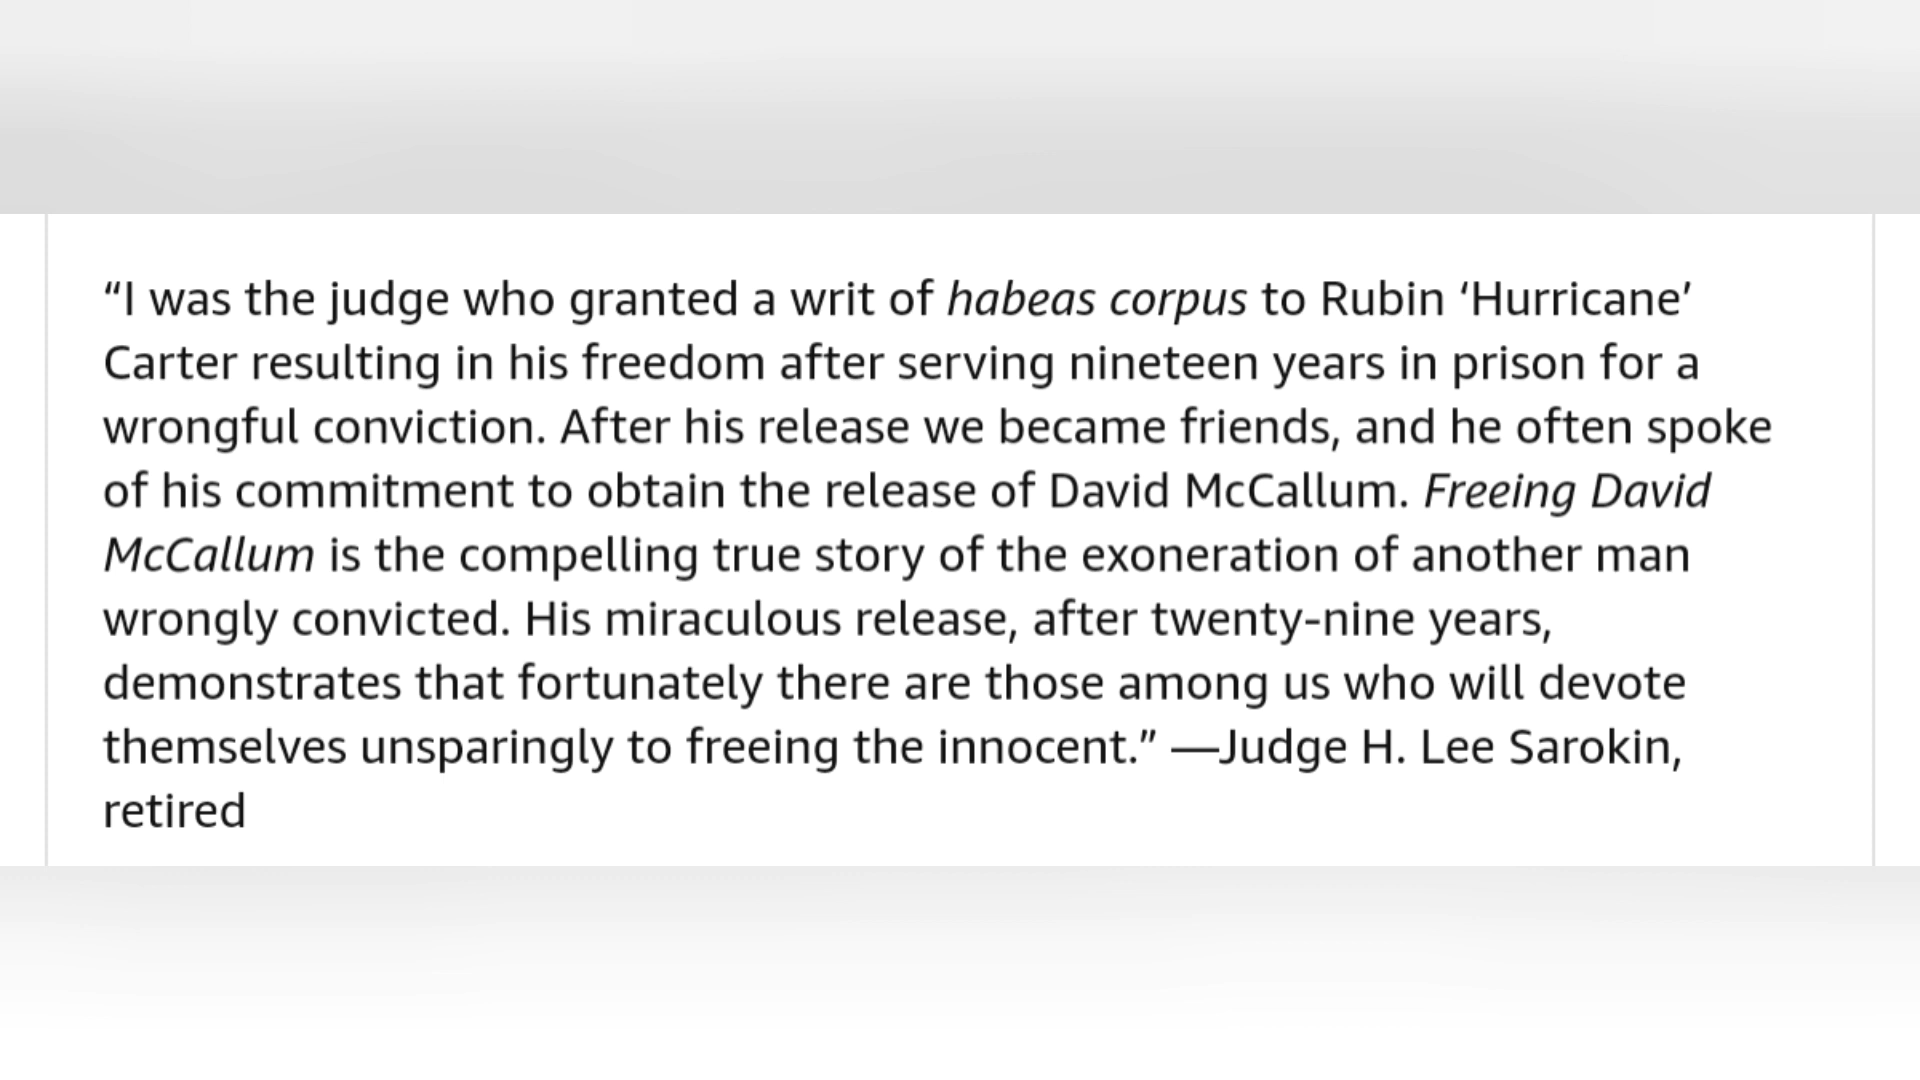 “I was the judge who granted a writ of habeas corpus to Rubin ‘Hurricane’
Carter resulting in his freedom after serving nineteen years in prison for a
wrongful conviction. After his release we became friends, and he often spoke
of his commitment to obtain the release of David McCallum. Freeing David
McCallum is the compelling true story of the exoneration of another man
wrongly convicted. His miraculous release, after twenty-nine years,
demonstrates that fortunately there are those among us who will devote
themselves unsparingly to freeing the innocent.” —Judge H. Lee Sarokin,
retired